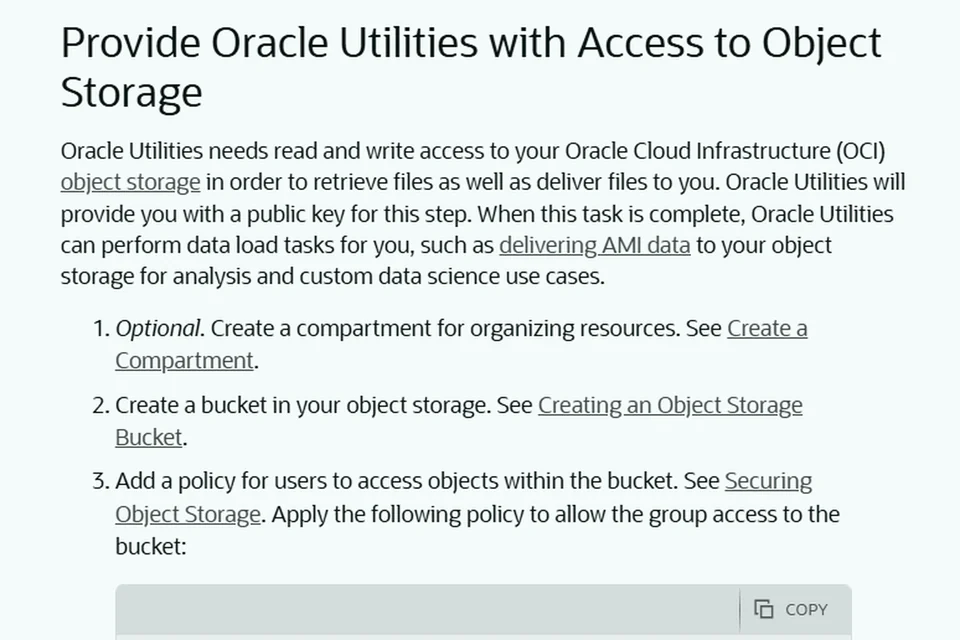 Provide Oracle Utilities with Access to Object
Storage
Oracle Utilities needs read and write access to your Oracle Cloud Infrastructure (OCI)
object storage in order to retrieve files as well as deliver files to you. Oracle Utilities will
provide you with a public key for this step. When this task is complete, Oracle Utilities
can perform data load tasks for you, such as delivering AMI data to your object
storage for analysis and custom data science use cases.
1. Optional. Create a compartment for organizing resources. See Create a
Compartment.
2. Create a bucket in your object storage. See Creating an Object Storage
Bucket.
3. Add a policy for users to access objects within the bucket. See Securing
Object Storage. Apply the following policy to allow the group access to the
bucket:
COPY